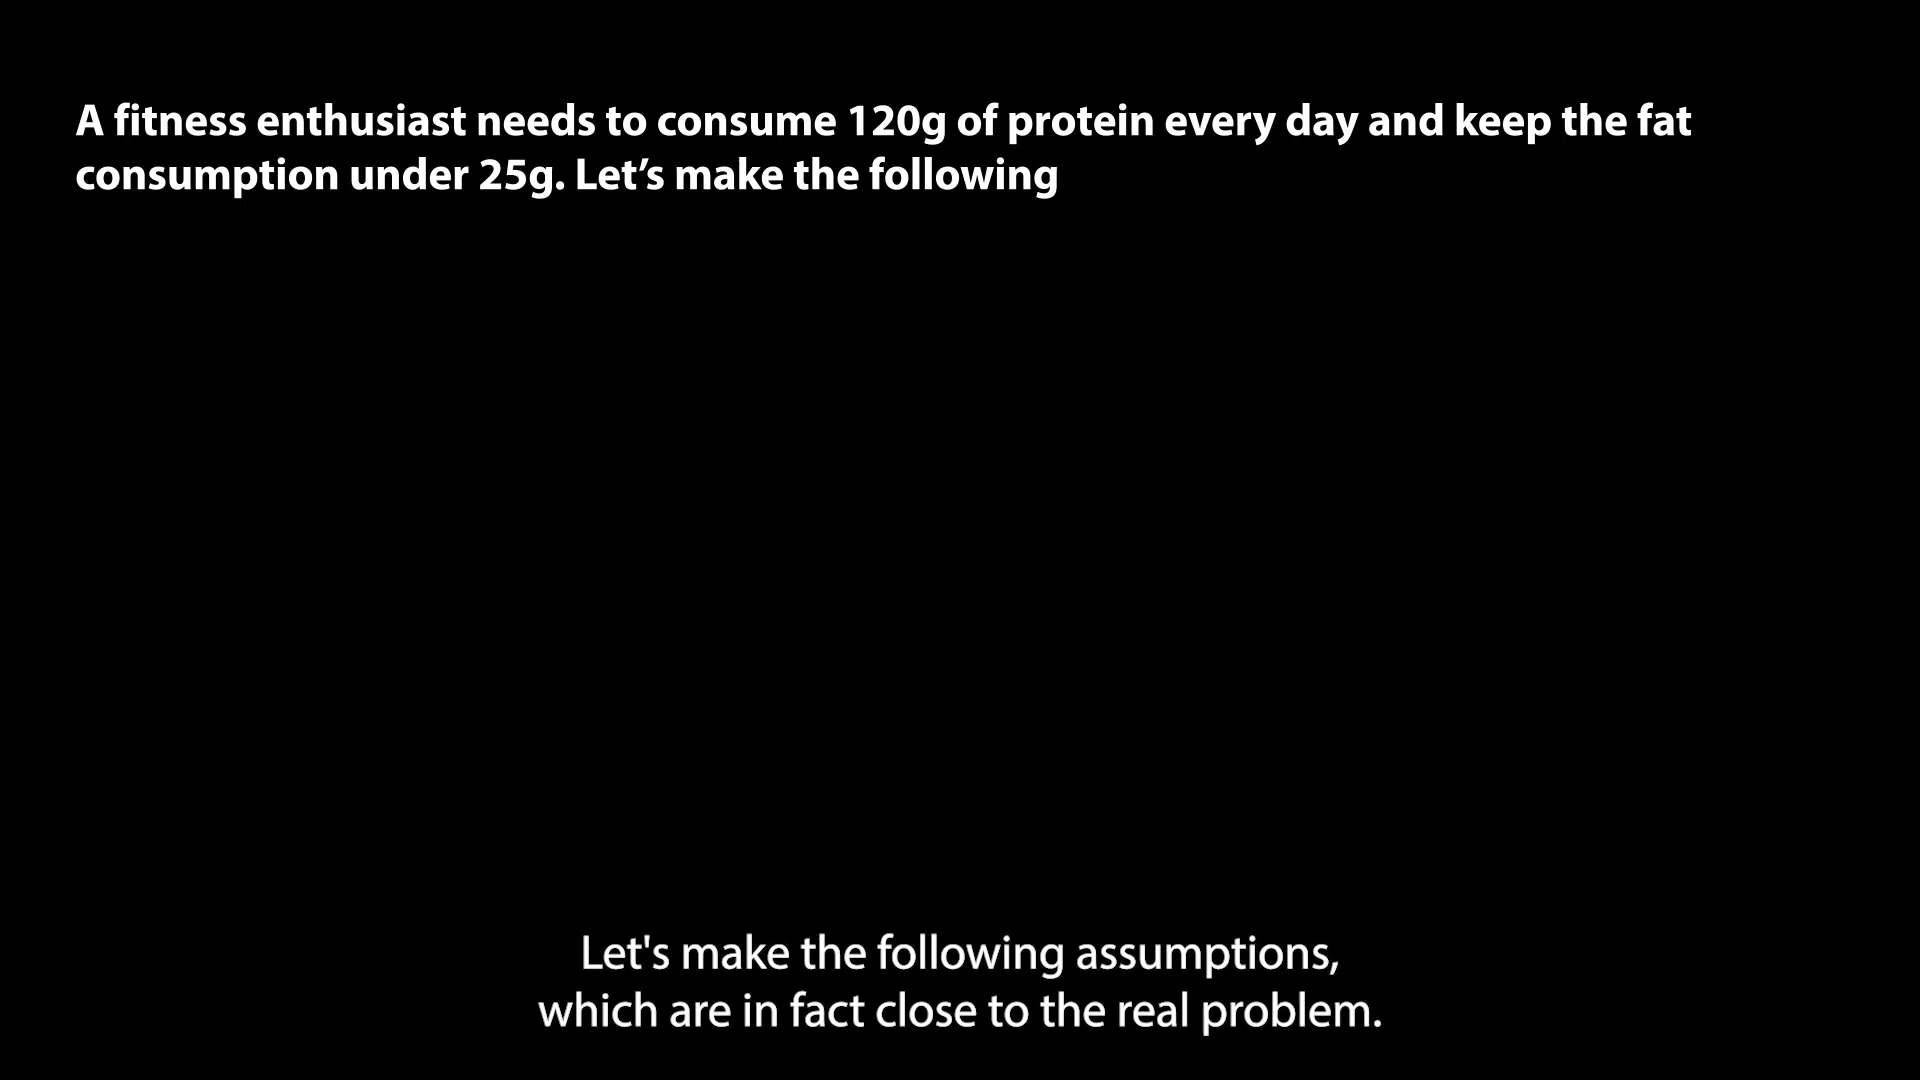 A fitness enthusiast needs to consume 120g of protein every day and keep the fat
consumption under 25g. Let’s make the following
Let's make the following assumptions,
which are in fact close to the real problem.